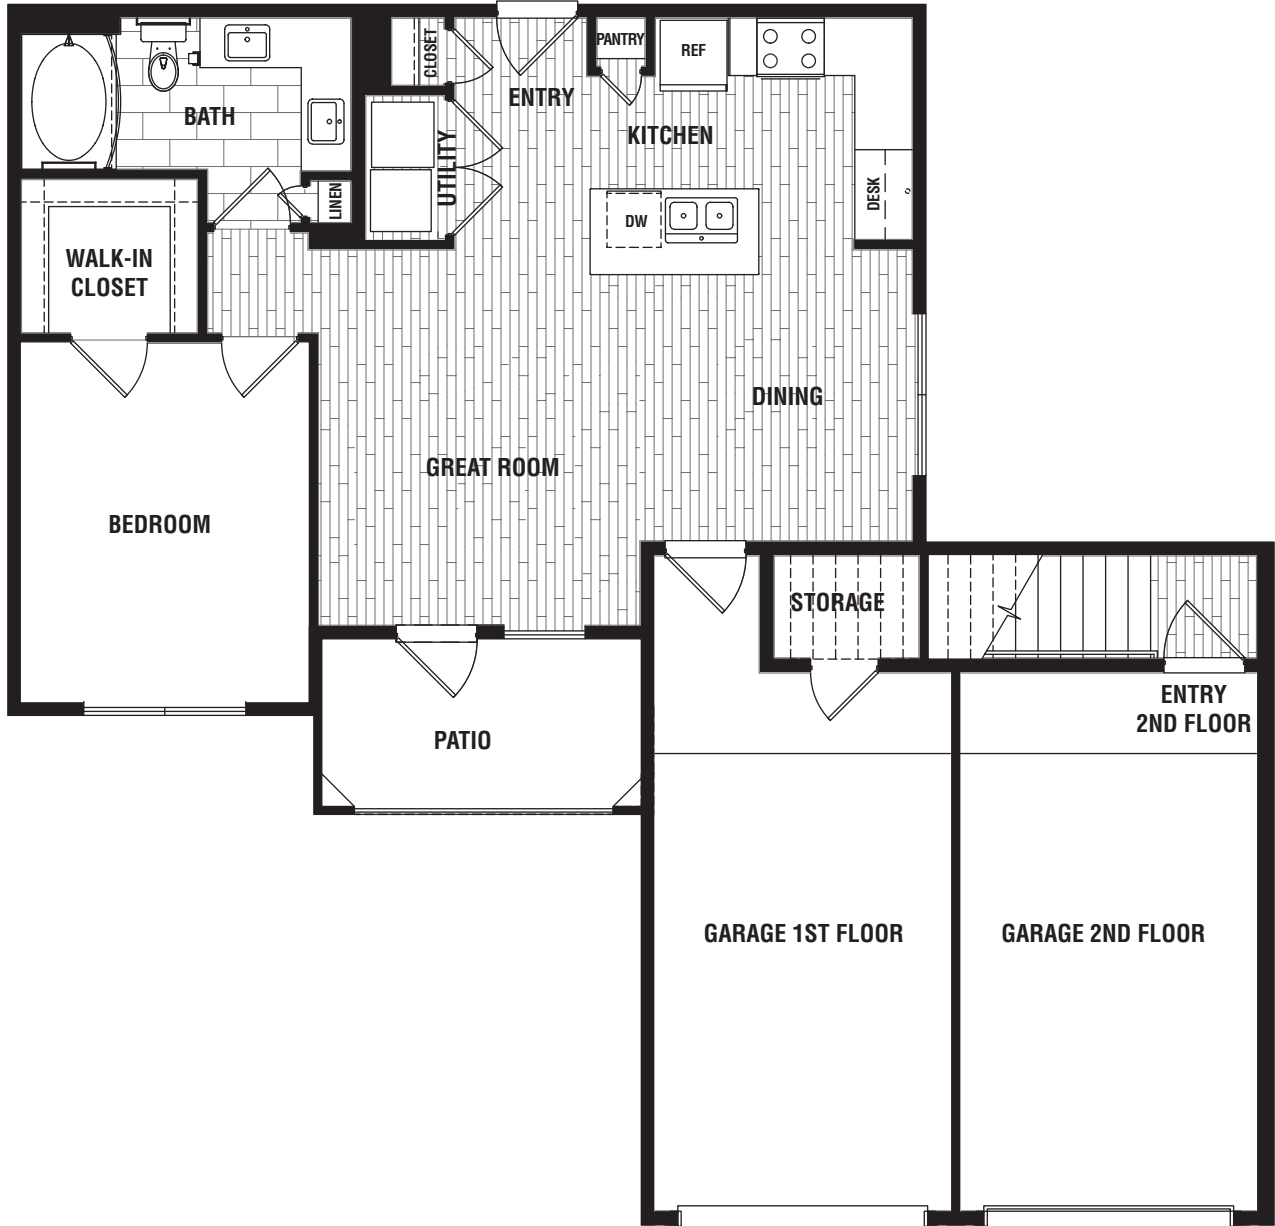 CLOSET
PANTRY
REF
ENTRY
BATH
KITCHEN
UTILITY
LINEN
DESK
DW
WALK-IN
CLOSET
DINING
GREAT ROOM
BEDROOM
STORAGE
ENTRY
2ND FLOOR
PATIO
GARAGE 1ST FLOOR
GARAGE 2ND FLOOR